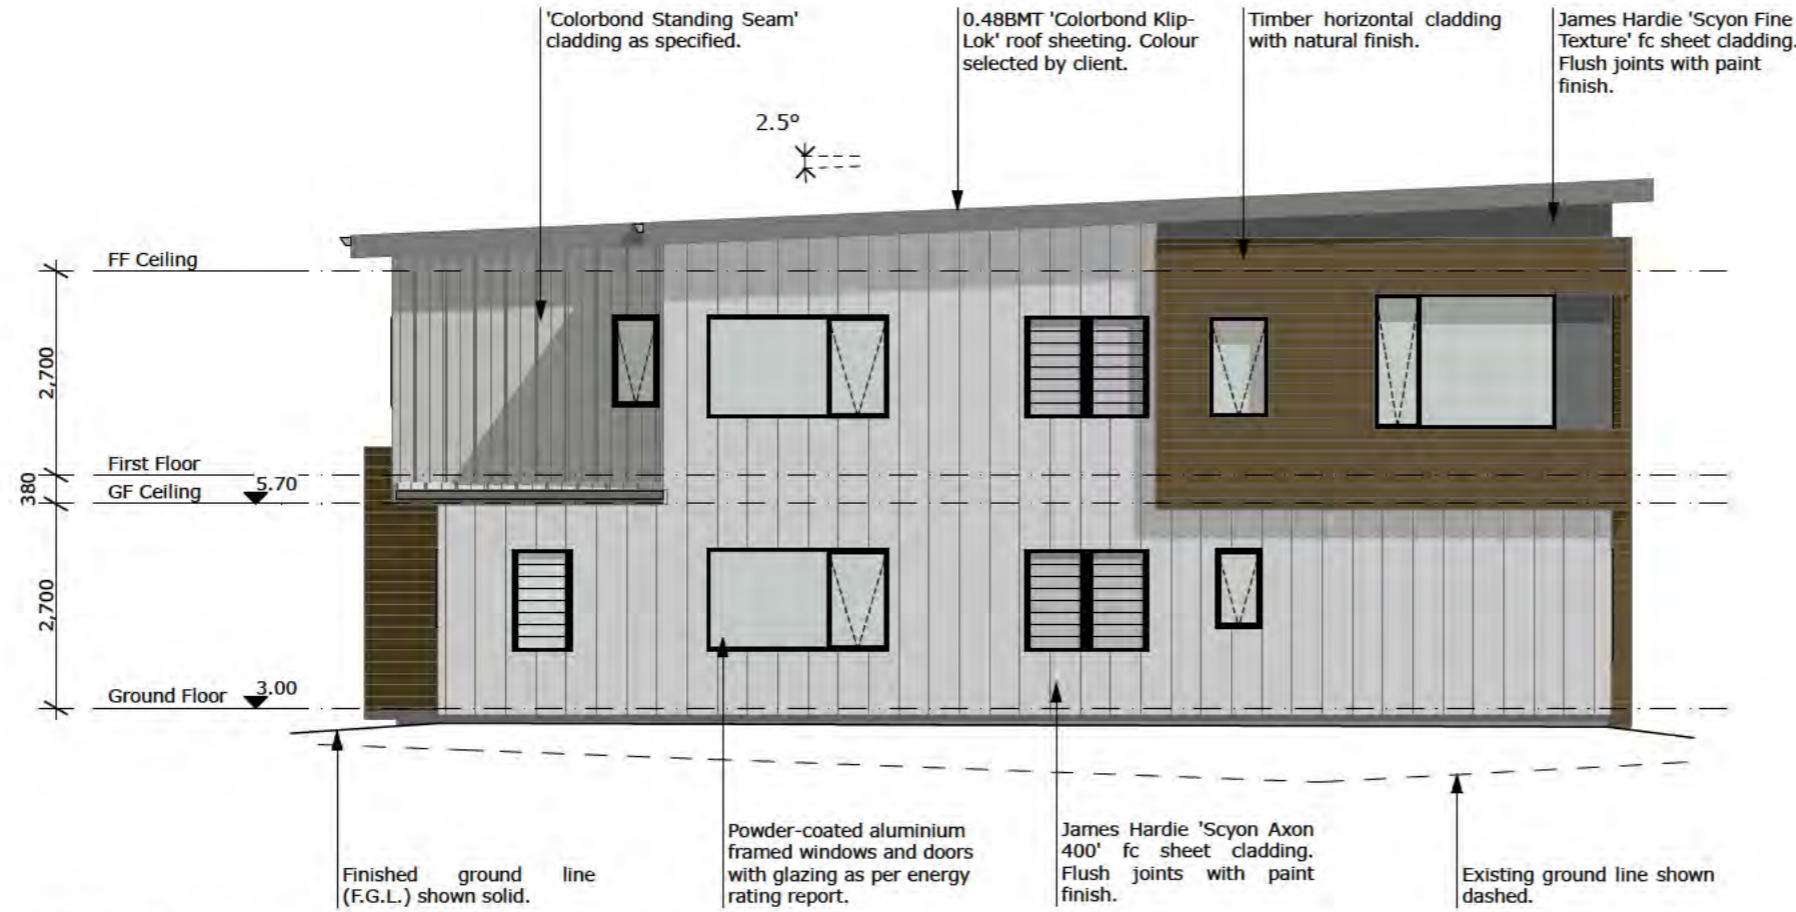 'Colorbond Standing Seam'
cladding as specified.
0.48BMT 'Colorbond Klip-
Lok' roof sheeting. Colour
selected by client.
Timber horizontal cladding
with natural finish.
James Hardie 'Scyon Fine
Texture' fc sheet cladding.
Flush joints with paint
finish.
2.5°
FF Ceiling
2,700
First Floor
380
GF Ceiling
5.70
2,700
Ground Floor
3.00
Finished ground line
(F.G.L.) shown solid.
Powder-coated aluminium
framed windows and doors
with glazing as per energy
rating report.
James Hardie 'Scyon Axon
400' fc sheet cladding.
Flush joints with paint
finish.
Existing ground line shown
dashed.